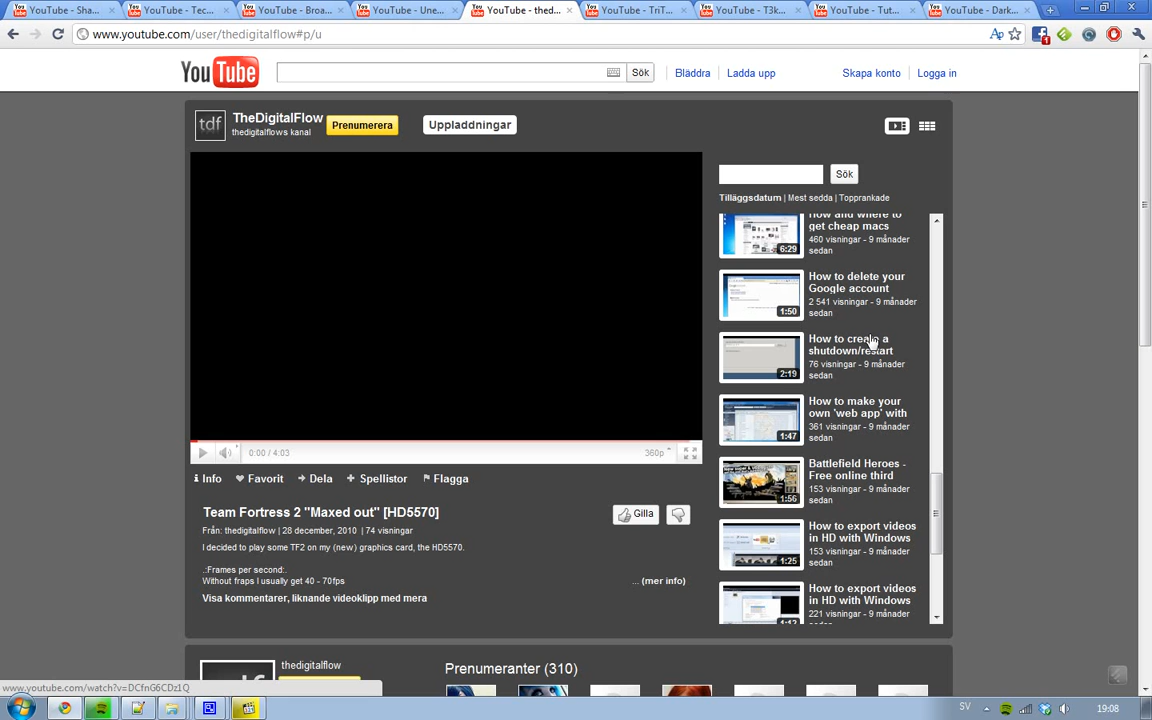 YouTube - Sha...
YouTube - Tec...
YouTube - Broa...
YouTube - Une...
YouTube - thed...
YouTube - TriT...
YouTube - T3k...
YouTube - Tut...
YouTube - Dark...
www.youtube.com/user/thedigitalflow#p/u
1
YouTube
Sök
Bläddra
Ladda upp
Skapa konto
Logga in
tdf
TheDigitalFlow
thedigitalflows kanal
Prenumerera
Uppladdningar
Sök
Tilläggsdatum | Mest sedda | Topprankade
How and where to
get cheap macs
460 visningar - 9 månader
sedan
6:29
How to delete your
Google account
2 541 visningar - 9 månader
sedan
1:50
How to create a
shutdown/restart
76 visningar - 9 månader
sedan
2:19
How to make your
own 'web app' with
361 visningar - 9 månader
sedan
1:47
Battlefield Heroes -
Free online third
153 visningar - 9 månader
sedan
1:56
How to export videos
in HD with Windows
153 visningar - 9 månader
sedan
1:25
How to export videos
in HD with Windows
221 visningar - 9 månader
sedan
1:12
0:00 / 4:03
360p
Info
Favorit
Dela
Spellistor
Flagga
Team Fortress 2 "Maxed out" [HD5570]
Gilla
Från: thedigitalflow | 28 december, 2010 | 74 visningar
I decided to play some TF2 on my (new) graphics card, the HD5570.
.:Frames per second:.
Without fraps I usually get 40 - 70fps
... (mer info)
Visa kommentarer, liknande videoklipp med mera
thedigitalflow
Prenumeranter (310)
www.youtube.com/watch?v=DCfnG6CDz1Q
SV
19:08